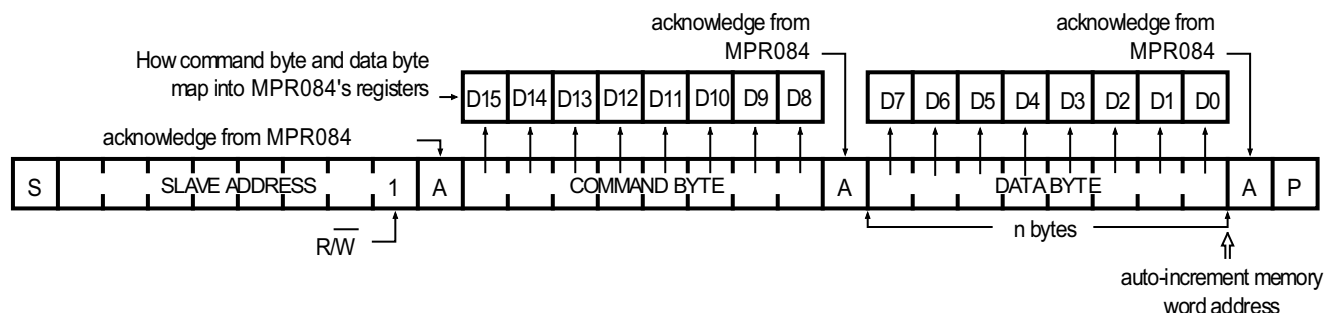 acknowledge from
MPR084
acknowledge from
MPR084
How command byte and data byte
map into MPR084's registers
D15 D14 D13 D12 D11 D10 D9 D8
D7 D6 D5 D4 D3 D2 D1 D0
acknowledge from MPR084
S SLAVE ADDRESS 1 A COMMAND BYTE A DATA BYTE A P
R/W̅
n bytes
auto-increment memory
word address